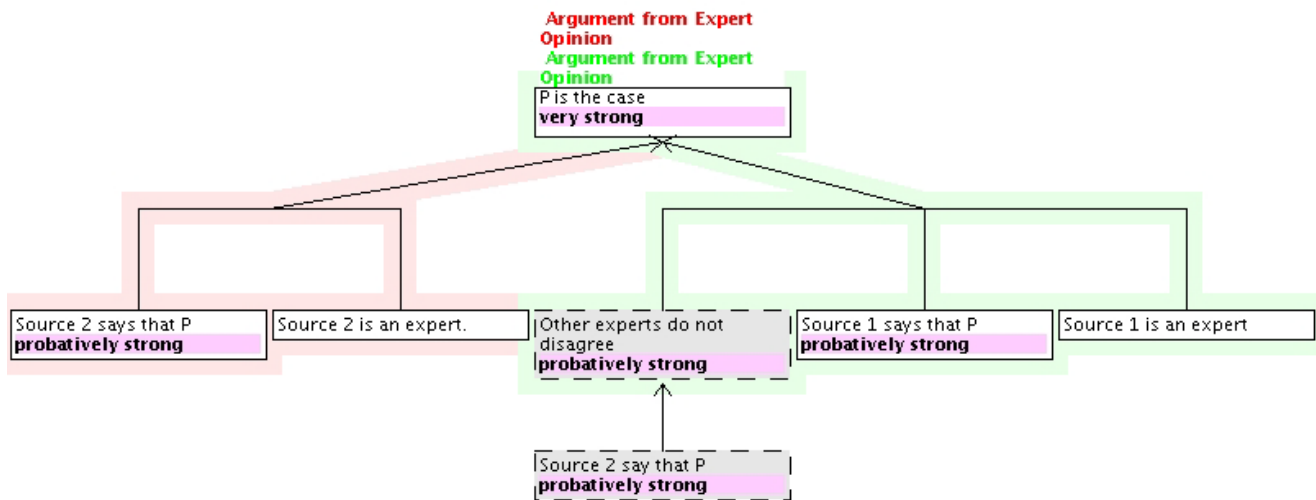 Argument from Expert
Opinion
Argument from Expert
Opinion
P is the case
very strong
Source 2 says that P
probatively strong
Source 2 is an expert.
Other experts do not
disagree
probatively strong
Source 1 says that P
probatively strong
Source 1 is an expert
Source 2 say that P
probatively strong